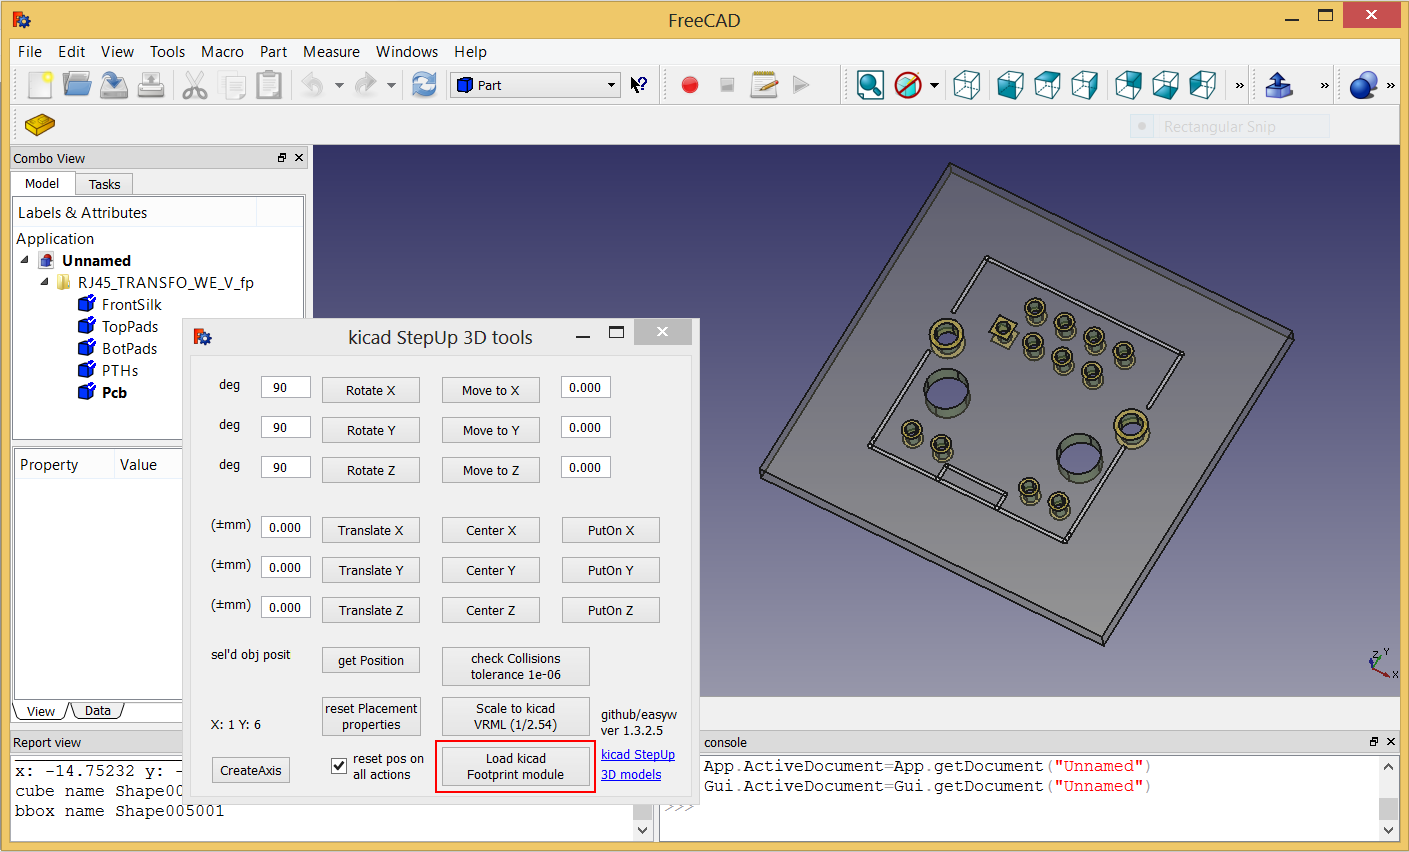 FreeCAD
File Edit View Tools Macro Part Measure Windows Help
Part
Rectangular Snip
Combo View
Model Tasks
Labels & Attributes
Application
Unnamed
RJ45_TRANSFO_WE_V_fp
FrontSilk
TopPads
BotPads
PTHs
Pcb
Property Value
View Data
kicad StepUp 3D tools
deg 90 Rotate X Move to X 0.000
deg 90 Rotate Y Move to Y 0.000
deg 90 Rotate Z Move to Z 0.000
(±mm) 0.000 Translate X Center X PutOn X
(±mm) 0.000 Translate Y Center Y PutOn Y
(±mm) 0.000 Translate Z Center Z PutOn Z
sel'd obj posit get Position
check Collisions
tolerance 1e-06
X: 1 Y: 6
reset Placement
properties
Scale to kicad
VRML (1/2.54)
github/easyw
ver 1.3.2.5
CreateAxis
reset pos on
all actions
Load kicad
Footprint module
kicad StepUp
3D models
Z Y
X
Report view
x: -14.75232 y: -
cube name Shape00
bbox name Shape005001
console
App.ActiveDocument=App.getDocument("Unnamed")
Gui.ActiveDocument=Gui.getDocument("Unnamed")
>>>